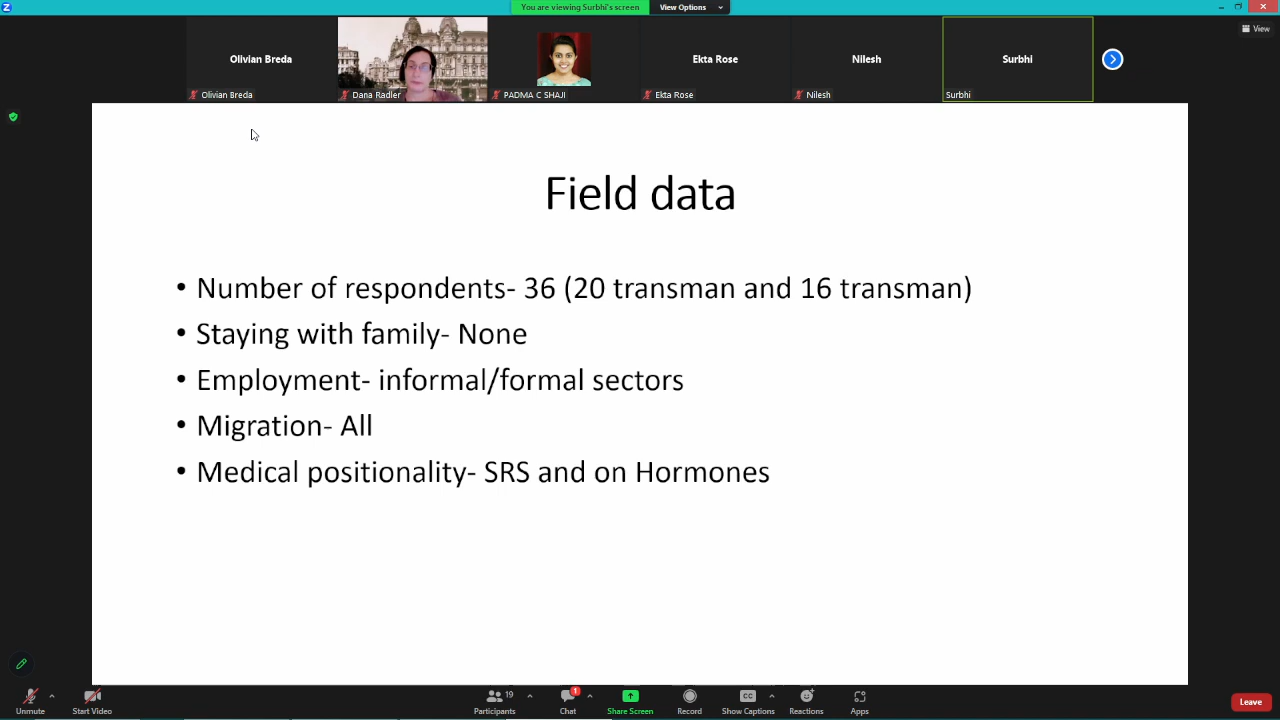 You are viewing Surbhi's screen
View Options
View
Olivian Breda
Ekta Rose
Nilesh
Surbhi
Olivian Breda
Dana Radler
PADMA C SHAJI
Ekta Rose
Nilesh
Surbhi
Field data
• Number of respondents- 36 (20 transman and 16 transman)
• Staying with family- None
• Employment- informal/formal sectors
• Migration- All
• Medical positionality- SRS and on Hormones
Unmute
Start Video
19
Participants
1
Chat
Share Screen
Record
CC
Show Captions
Reactions
Apps
Leave